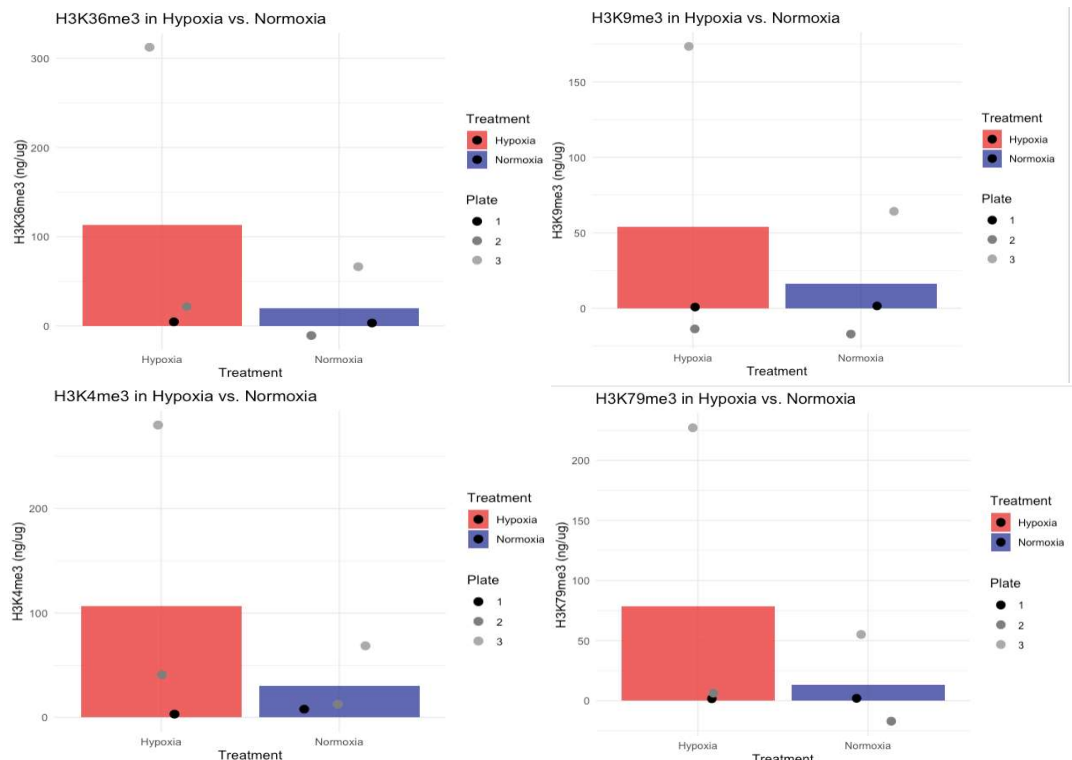 H3K36me3 in Hypoxia vs. Normoxia
300
200
100
0
H3K36me3 (ng/ug)
Hypoxia
Normoxia
Treatment
Treatment
Hypoxia
Normoxia
Plate
1
2
3
H3K9me3 in Hypoxia vs. Normoxia
150
100
50
0
H3K9me3 (ng/ug)
Hypoxia
Normoxia
Treatment
Treatment
Hypoxia
Normoxia
Plate
1
2
3
H3K4me3 in Hypoxia vs. Normoxia
200
100
0
H3K4me3 (ng/ug)
Hypoxia
Normoxia
Treatment
Treatment
Hypoxia
Normoxia
Plate
1
2
3
H3K79me3 in Hypoxia vs. Normoxia
200
150
100
50
0
H3K79me3 (ng/ug)
Hypoxia
Normoxia
Treatment
Treatment
Hypoxia
Normoxia
Plate
1
2
3